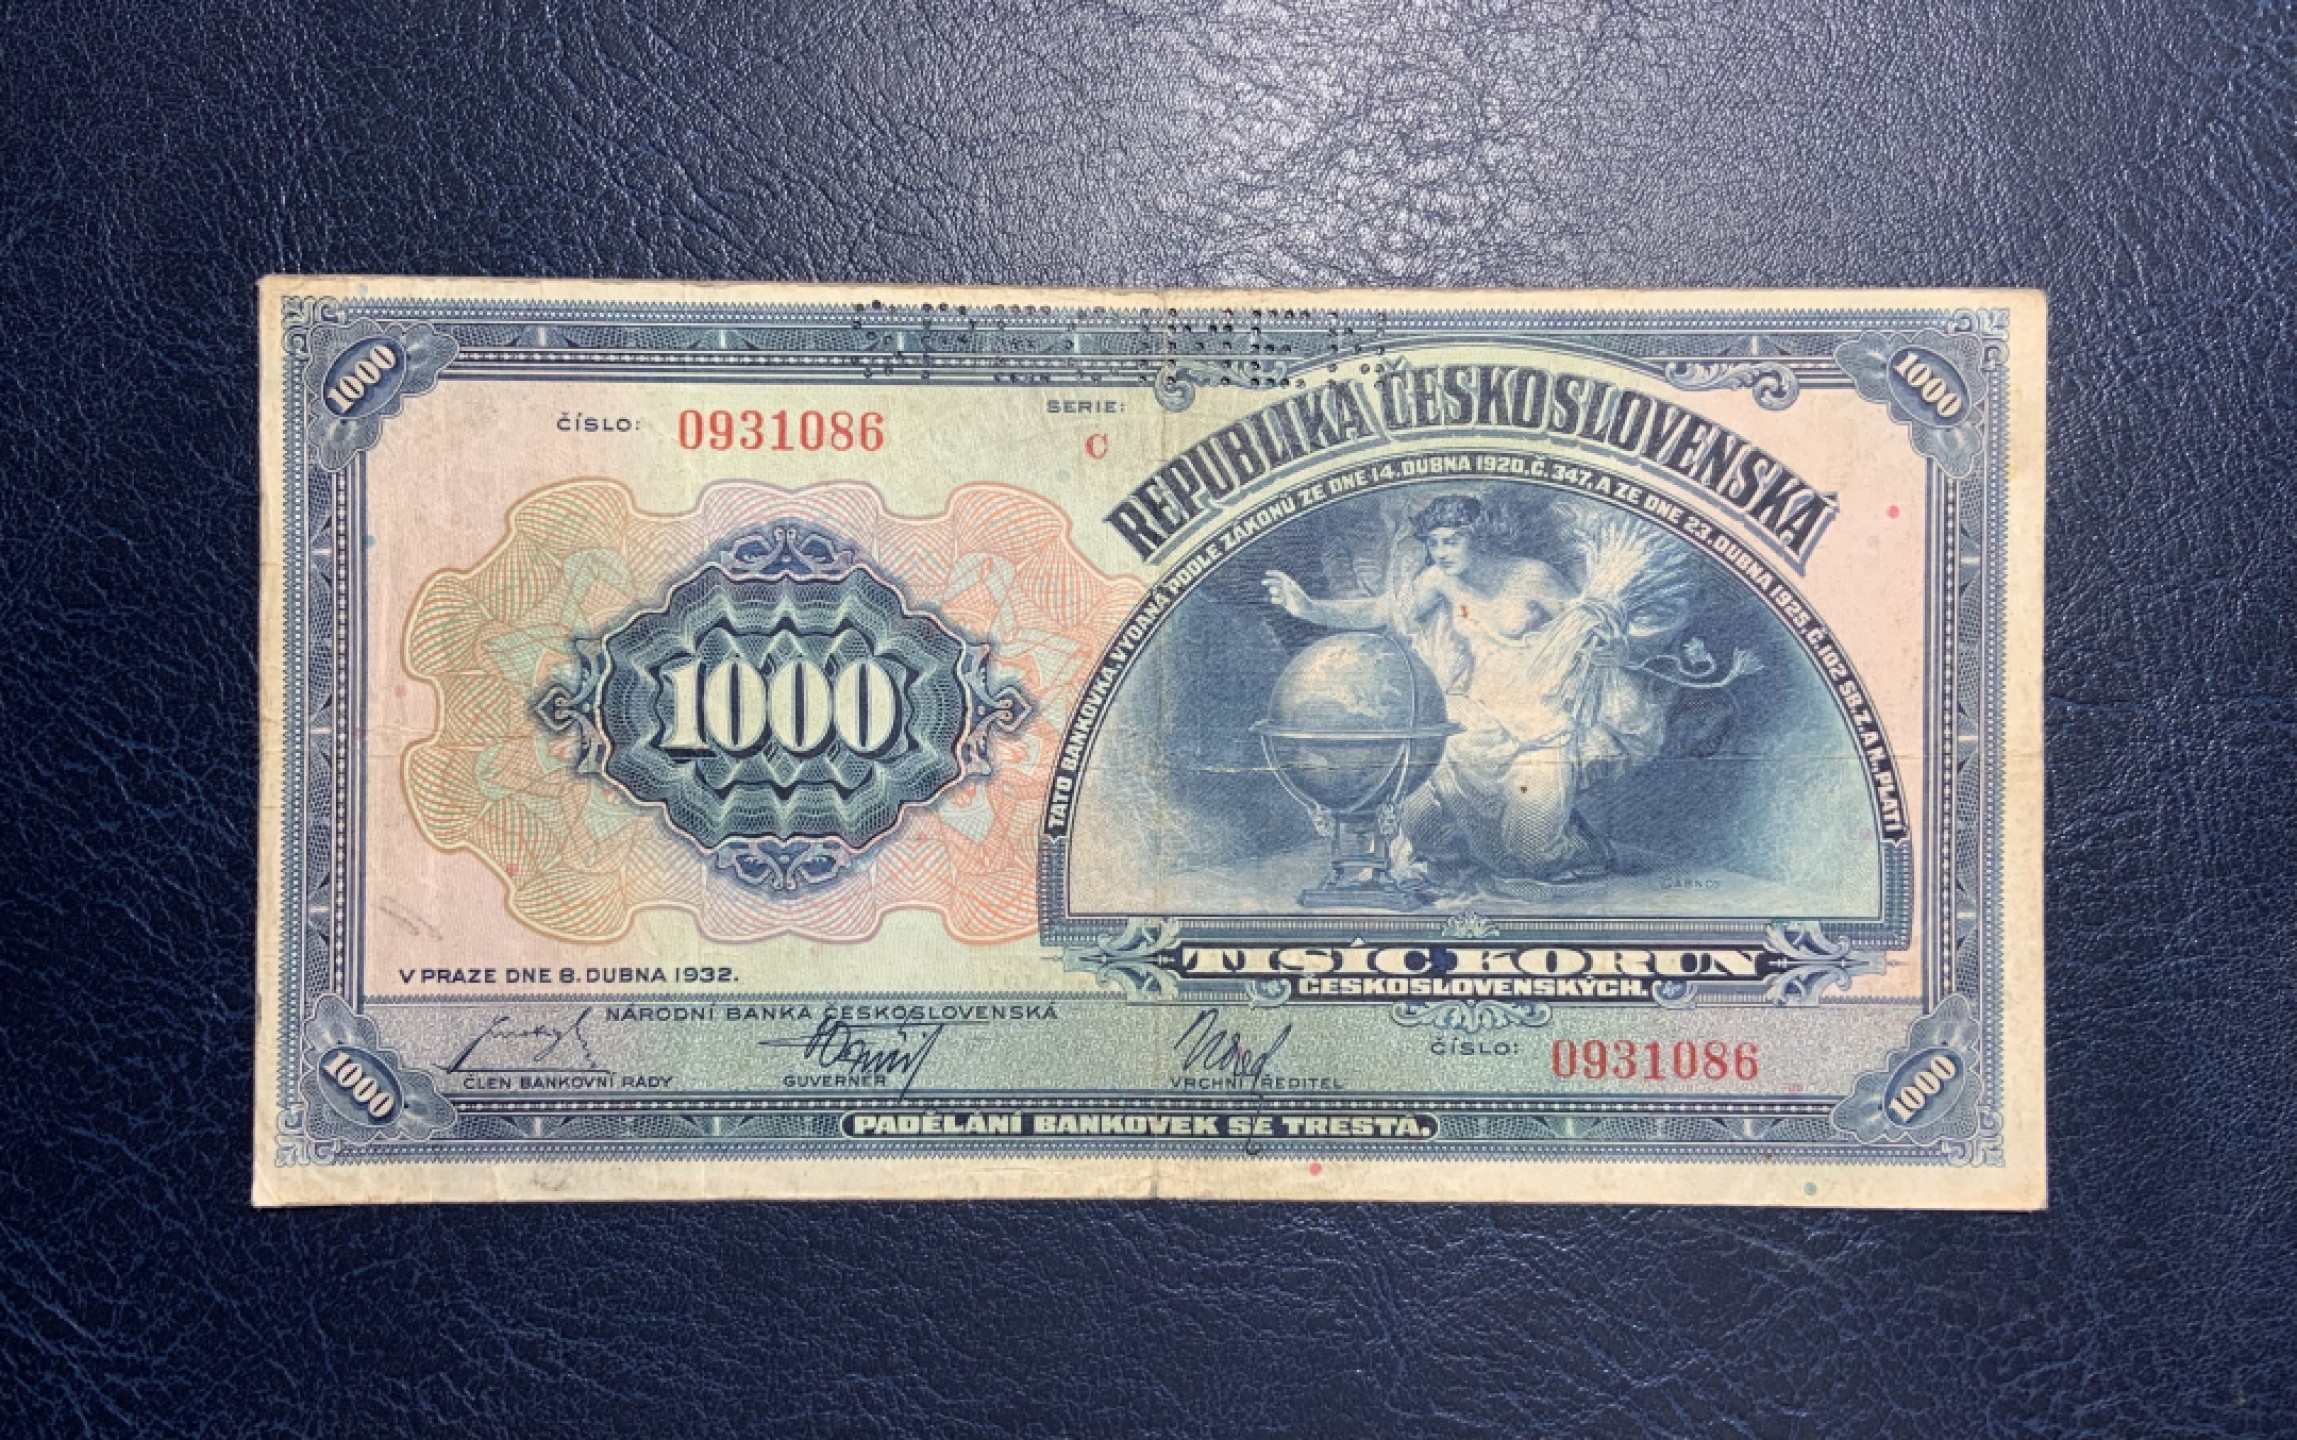 1000
1000
ČÍSLO: 0931086
SERIE:
C
REPUBLIKA ČESKOSLOVENSKÁ
TATO BANKOVKA, VYDANÁ PODLE ZÁKONŮ ZE DNE 14. DUBNA 1920, Č. 347, A ZE DNE 23. DUBNA 1925, Č. 102 SB. Z. A N., PLATÍ
1000
TISÍC KORUN
ČESKOSLOVENSKÝCH.
V PRAZE DNE 8. DUBNA 1932.
NÁRODNÍ BANKA ČESKOSLOVENSKÁ
ČLEN BANKOVNÍ RADY
GUVERNÉR
VRCHNÍ ŘEDITEL
ČÍSLO: 0931086
1000
1000
PADĚLÁNÍ BANKOVEK SE TRESTÁ.